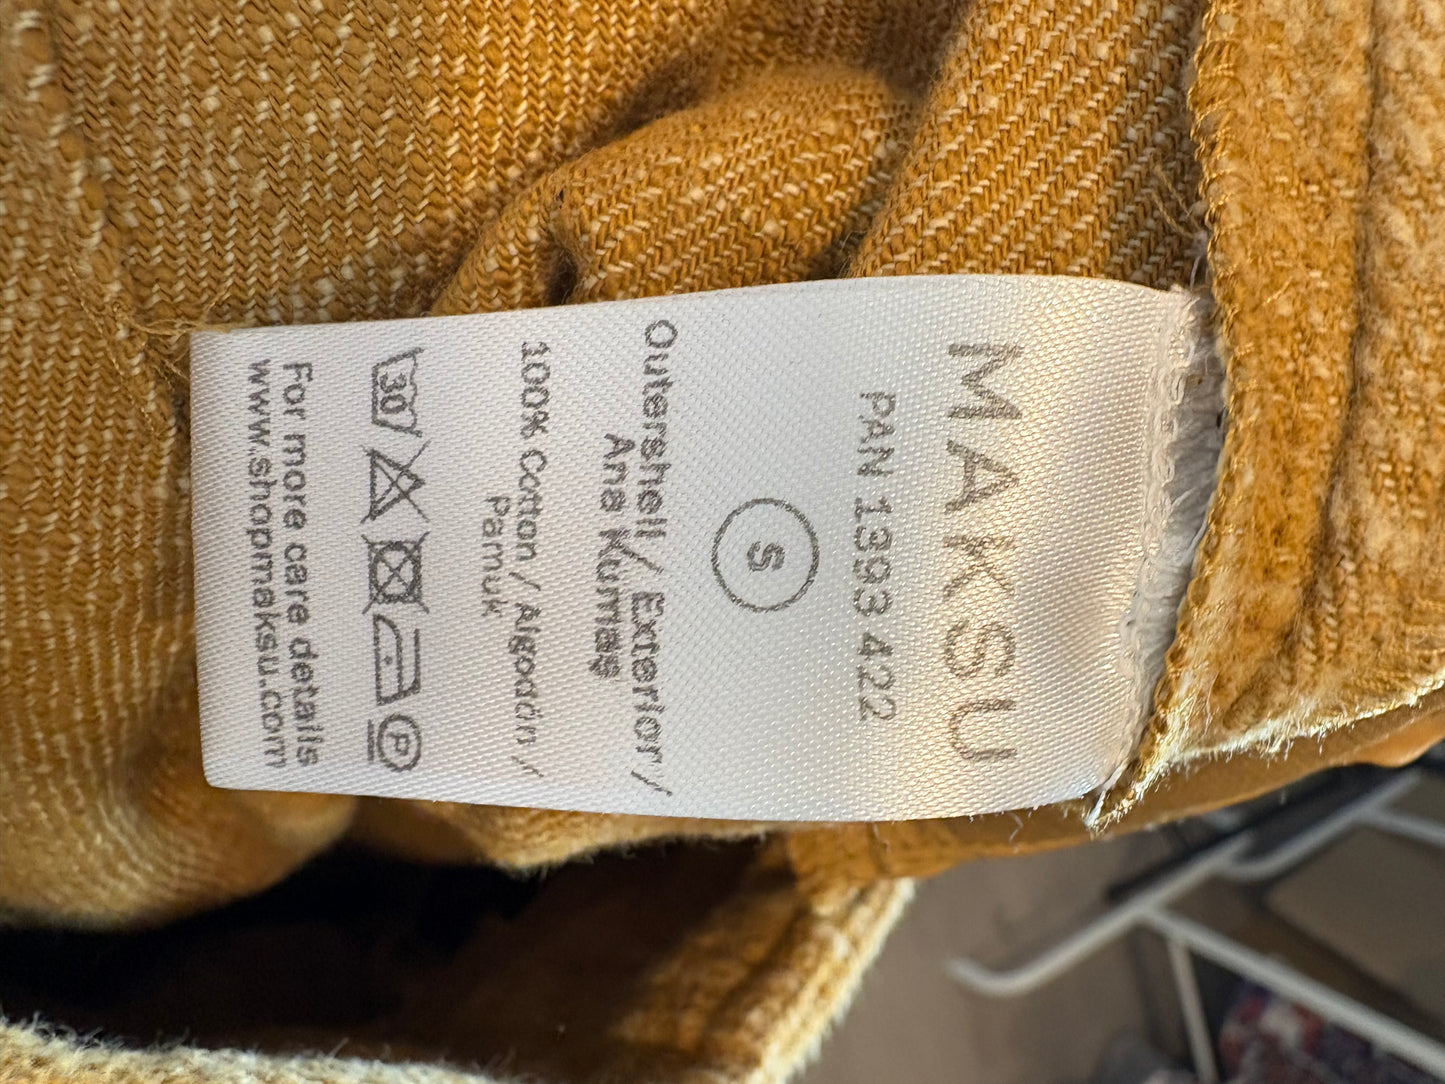 MAKSU
PAN 1393 422
S
Outershell / Exterior /
Ana Kumaş
100% Cotton / Algodón /
Pamuk
30
P
For more care details
www.shopmaksu.com